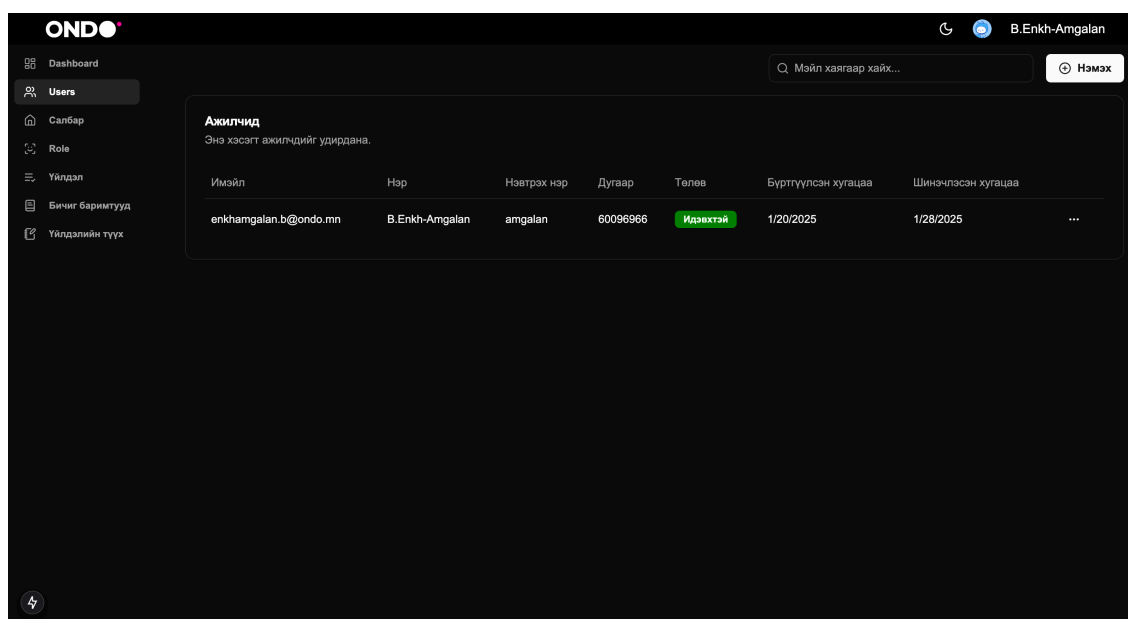 ONDO
B.Enkh-Amgalan
Dashboard
Users
Салбар
Role
Үйлдэл
Бичиг баримтууд
Үйлдэлийн түүх
Мэйл хаягаар хайх...
Нэмэх
Ажилчид
Энэ хэсэгт ажилчдийг удирдана.
Имэйл Нэр Нэвтрэх нэр Дугаар Төлөв Бүртгүүлсэн хугацаа Шинэчлэсэн хугацаа
enkhamgalan.b@ondo.mn B.Enkh-Amgalan amgalan 60096966 Идэвхтэй 1/20/2025 1/28/2025 ...